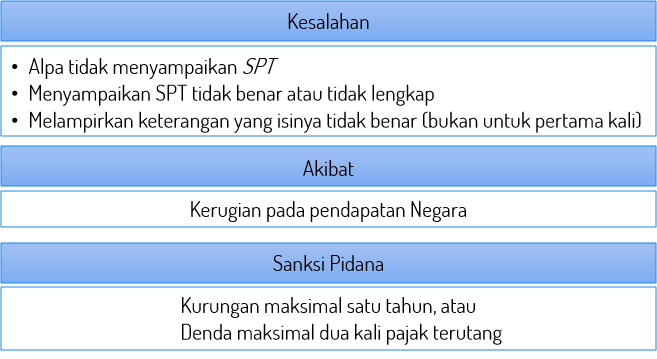 Kesalahan
• Alpa tidak menyampaikan SPT
• Menyampaikan SPT tidak benar atau tidak lengkap
• Melampirkan keterangan yang isinya tidak benar (bukan untuk pertama kali)
Akibat
Kerugian pada pendapatan Negara
Sanksi Pidana
Kurungan maksimal satu tahun, atau
Denda maksimal dua kali pajak terutang